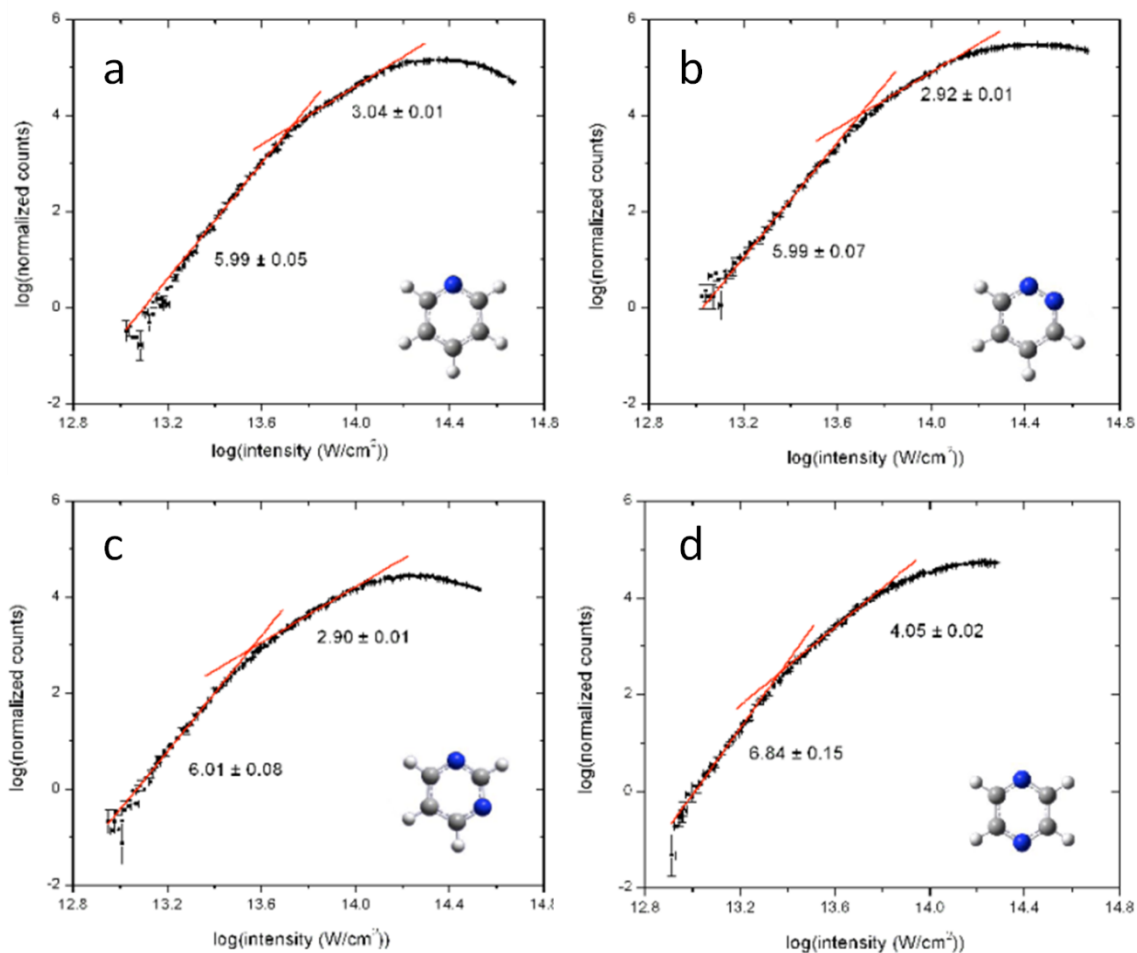 a
log(normalized counts)
6
4
2
0
-2
3.04 ± 0.01
5.99 ± 0.05
12.8 13.2 13.6 14.0 14.4 14.8
log(intensity (W/cm²))
b
log(normalized counts)
6
4
2
0
-2
2.92 ± 0.01
5.99 ± 0.07
12.8 13.2 13.6 14.0 14.4 14.8
log(intensity (W/cm²))
c
log(normalized counts)
6
4
2
0
-2
2.90 ± 0.01
6.01 ± 0.08
12.8 13.2 13.6 14.0 14.4 14.8
log(intensity (W/cm²))
d
log(normalized counts)
6
4
2
0
-2
4.05 ± 0.02
6.84 ± 0.15
12.8 13.2 13.6 14.0 14.4 14.8
log(intensity (W/cm²))